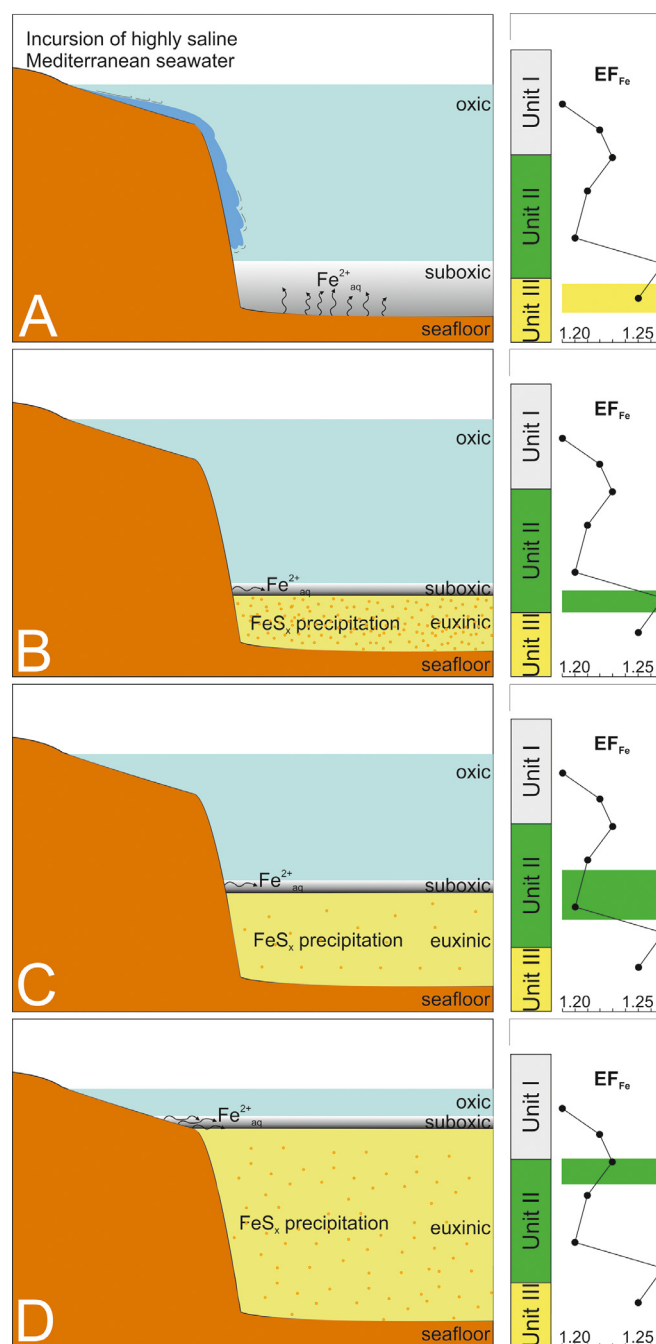 Incursion of highly saline
Mediterranean seawater
oxic
suboxic
Fe²⁺aq
seafloor
A
Unit I
Unit II
Unit III
EFFe
1.20 1.25
oxic
Fe²⁺aq
suboxic
FeSx precipitation
euxinic
seafloor
B
Unit I
Unit II
Unit III
EFFe
1.20 1.25
oxic
Fe²⁺aq
suboxic
FeSx precipitation
euxinic
seafloor
C
Unit I
Unit II
Unit III
EFFe
1.20 1.25
oxic
Fe²⁺aq
suboxic
FeSx precipitation
euxinic
seafloor
D
Unit I
Unit II
Unit III
EFFe
1.20 1.25